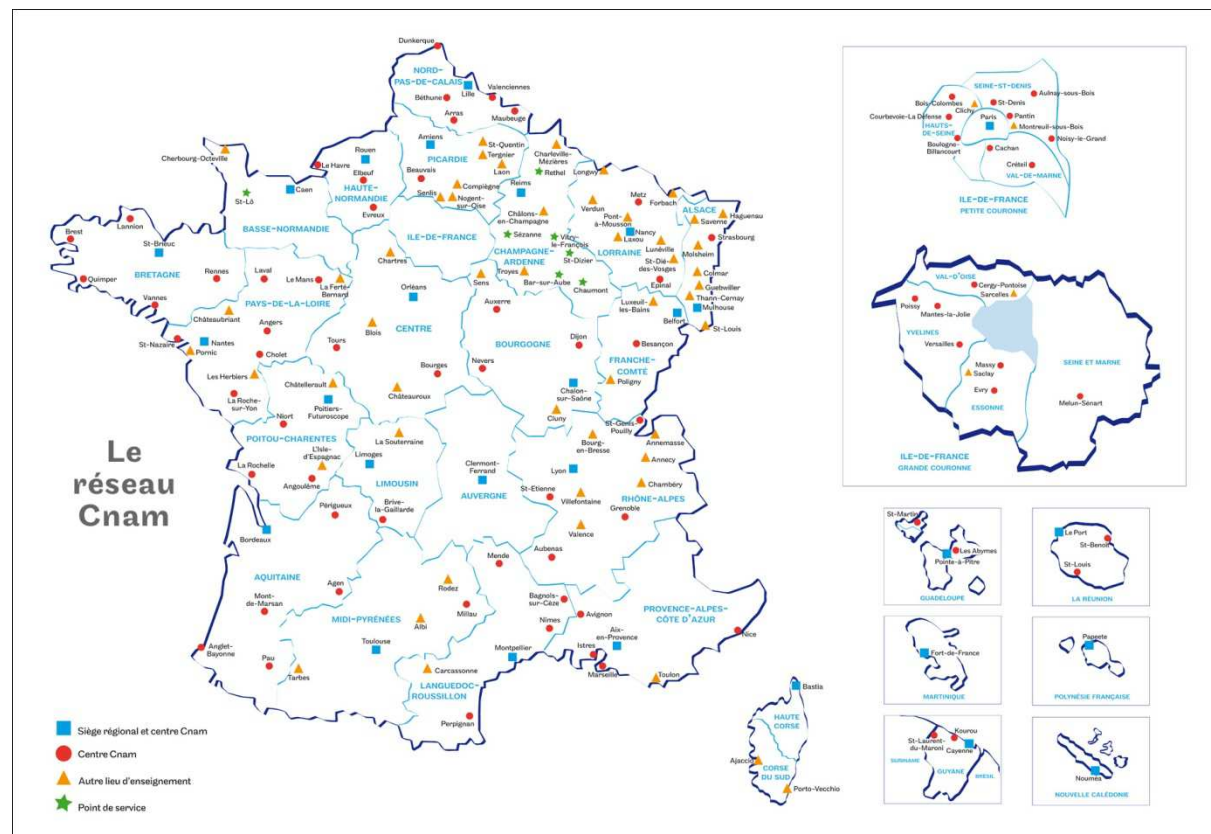 Dunkerque
NORD-
PAS-DE-CALAIS
Lille
Béthune
Valenciennes
Arras
Maubeuge
Cherbourg-Octeville
Rouen
Amiens
St-Quentin
Tergnier
Laon
Charleville-
Mézières
Rethel
Longwy
Le Havre
Elbeuf
PICARDIE
Beauvais
Compiègne
Senlis
Nogent-
sur-Oise
Reims
Metz
Forbach
St-Lô
Caen
HAUTE-
NORMANDIE
Evreux
Verdun
Pont-
à-Mousson
ALSACE
Saverne
Haguenau
BASSE-NORMANDIE
ILE-DE-FRANCE
Châlons-
en-Champagne
Sézanne
Vitry-
le-François
Nancy
Laxou
Strasbourg
Brest
Lannion
St-Brieuc
CHAMPAGNE-
ARDENNE
St-Dizier
LORRAINE
Lunéville
Molsheim
Quimper
BRETAGNE
Rennes
Laval
Le Mans
La Ferté-
Bernard
Chartres
Orléans
Sens
Troyes
Bar-sur-Aube
Chaumont
St-Dié-
des-Vosges
Epinal
Colmar
Guebwiller
Thann-Cernay
Mulhouse
Vannes
PAYS-DE-LA-LOIRE
Auxerre
Luxeuil-
les-Bains
Belfort
St-Louis
Châteaubriant
Angers
Blois
CENTRE
BOURGOGNE
Dijon
Besançon
St-Nazaire
Nantes
Pornic
Cholet
Tours
Bourges
Nevers
FRANCHE-
COMTÉ
Poligny
Les Herbiers
Châtellerault
Châteauroux
Chalon-
sur-Saône
La Roche-
sur-Yon
Poitiers-
Futuroscope
Cluny
St-Genis-
Pouilly
Niort
POITOU-CHARENTES
La Souterraine
Bourg-
en-Bresse
Annemasse
L'Isle-
d'Espagnac
Limoges
Clermont-
Ferrand
Lyon
Annecy
La Rochelle
Angoulême
LIMOUSIN
AUVERGNE
St-Etienne
Villefontaine
Chambéry
RHÔNE-ALPES
Périgueux
Brive-
la-Gaillarde
Grenoble
Valence
Bordeaux
Mende
Aubenas
AQUITAINE
Agen
Rodez
Bagnols-
sur-Cèze
Mont-
de-Marsan
Millau
Avignon
PROVENCE-ALPES-
CÔTE D'AZUR
MIDI-PYRÉNÉES
Albi
Nîmes
Aix-
en-Provence
Nice
Anglet-
Bayonne
Pau
Tarbes
Toulouse
Montpellier
Istres
Marseille
Toulon
Carcassonne
LANGUEDOC-
ROUSSILLON
Perpignan
Bastia
HAUTE
CORSE
Ajaccio
CORSE
DU SUD
Porto-Vecchio
Le
réseau
Cnam
Siège régional et centre Cnam
Centre Cnam
Autre lieu d'enseignement
Point de service
SEINE-ST-DENIS
Aulnay-sous-Bois
Bois-Colombes
Clichy
St-Denis
Courbevoie-La Défense
Paris
Pantin
Montreuil-sous-Bois
HAUTS-
DE-SEINE
Noisy-le-Grand
Boulogne-
Billancourt
Cachan
Créteil
VAL-DE-MARNE
ILE-DE-FRANCE
PETITE COURONNE
VAL-D'OISE
Cergy-Pontoise
Sarcelles
Poissy
Mantes-la-Jolie
YVELINES
Versailles
SEINE ET MARNE
Massy
Saclay
Evry
ESSONNE
Melun-Sénart
ILE-DE-FRANCE
GRANDE COURONNE
St-Martin
Les Abymes
Pointe-à-Pitre
GUADELOUPE
Le Port
St-Benoit
St-Louis
LA RÉUNION
Fort-de-France
MARTINIQUE
Papeete
POLYNÉSIE FRANÇAISE
Kourou
St-Laurent-
du-Maroni
Cayenne
SURINAME
GUYANE
BRÉSIL
Nouméa
NOUVELLE CALÉDONIE